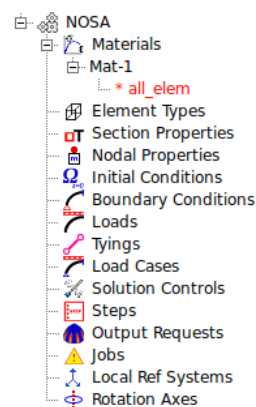 NOSA
Materials
Mat-1
* all_elem
Element Types
Section Properties
Nodal Properties
Initial Conditions
Boundary Conditions
Loads
Tyings
Load Cases
Solution Controls
Steps
Output Requests
Jobs
Local Ref Systems
Rotation Axes